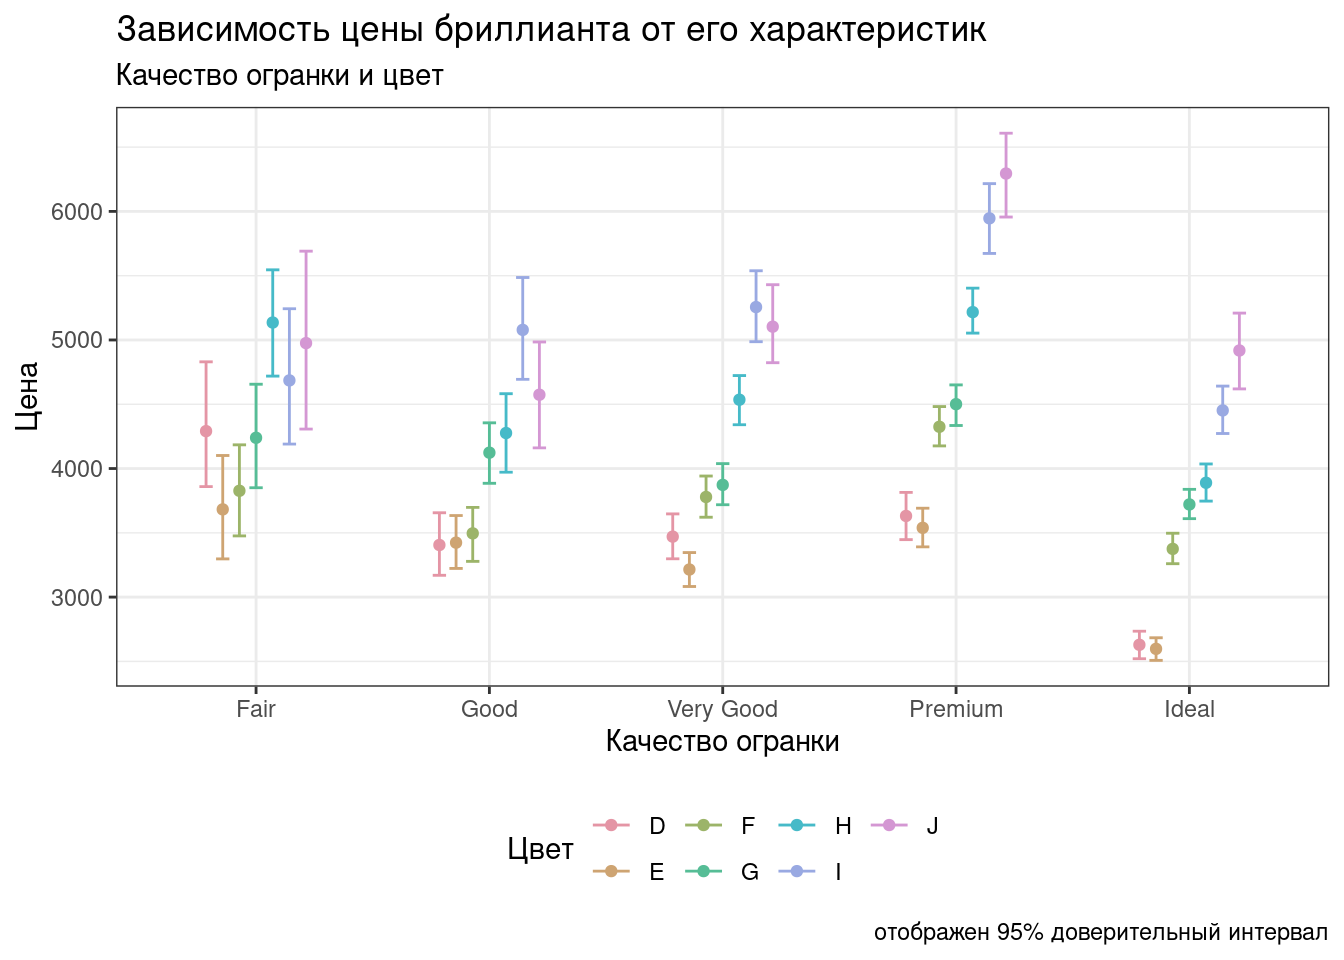 Зависимость цены бриллианта от его характеристик
Качество огранки и цвет
Цена
6000
5000
4000
3000
Fair Good Very Good Premium Ideal
Качество огранки
Цвет
D F H J
E G I
отображен 95% доверительный интервал